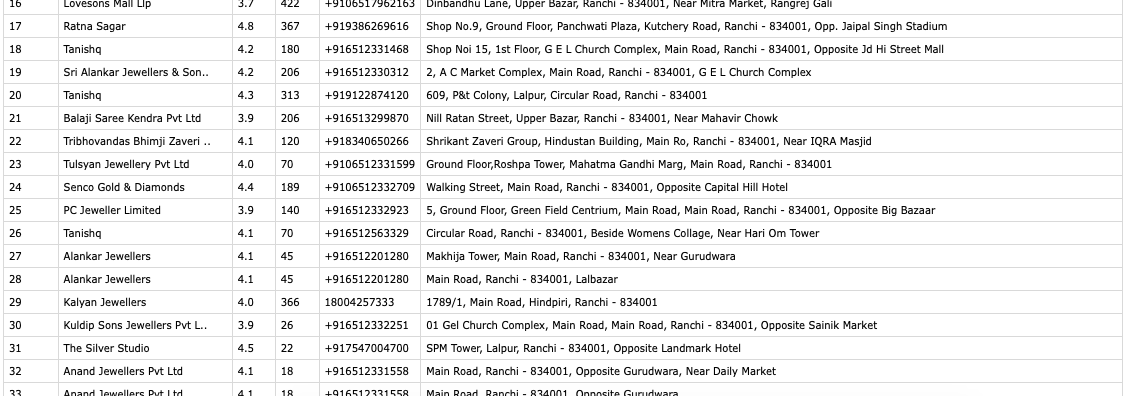 16 Lovesons Mall Llp 3.7 422 +9106517962163 Dinbandhu Lane, Upper Bazar, Ranchi - 834001, Near Mitra Market, Rangrej Gali
17 Ratna Sagar 4.8 367 +919386269616 Shop No.9, Ground Floor, Panchwati Plaza, Kutchery Road, Ranchi - 834001, Opp. Jaipal Singh Stadium
18 Tanishq 4.2 180 +916512331468 Shop Noi 15, 1st Floor, G E L Church Complex, Main Road, Ranchi - 834001, Opposite Jd Hi Street Mall
19 Sri Alankar Jewellers & Son.. 4.2 206 +916512330312 2, A C Market Complex, Main Road, Ranchi - 834001, G E L Church Complex
20 Tanishq 4.3 313 +919122874120 609, P&t Colony, Lalpur, Circular Road, Ranchi - 834001
21 Balaji Saree Kendra Pvt Ltd 3.9 206 +916513299870 Nill Ratan Street, Upper Bazar, Ranchi - 834001, Near Mahavir Chowk
22 Tribhovandas Bhimji Zaveri .. 4.1 120 +918340650266 Shrikant Zaveri Group, Hindustan Building, Main Ro, Ranchi - 834001, Near IQRA Masjid
23 Tulsyan Jewellery Pvt Ltd 4.0 70 +9106512331599 Ground Floor,Roshpa Tower, Mahatma Gandhi Marg, Main Road, Ranchi - 834001
24 Senco Gold & Diamonds 4.4 189 +9106512332709 Walking Street, Main Road, Ranchi - 834001, Opposite Capital Hill Hotel
25 PC Jeweller Limited 3.9 140 +916512332923 5, Ground Floor, Green Field Centrium, Main Road, Main Road, Ranchi - 834001, Opposite Big Bazaar
26 Tanishq 4.1 70 +916512563329 Circular Road, Ranchi - 834001, Beside Womens Collage, Near Hari Om Tower
27 Alankar Jewellers 4.1 45 +916512201280 Makhija Tower, Main Road, Ranchi - 834001, Near Gurudwara
28 Alankar Jewellers 4.1 45 +916512201280 Main Road, Ranchi - 834001, Lalbazar
29 Kalyan Jewellers 4.0 366 18004257333 1789/1, Main Road, Hindpiri, Ranchi - 834001
30 Kuldip Sons Jewellers Pvt L.. 3.9 26 +916512332251 01 Gel Church Complex, Main Road, Main Road, Ranchi - 834001, Opposite Sainik Market
31 The Silver Studio 4.5 22 +917547004700 SPM Tower, Lalpur, Ranchi - 834001, Opposite Landmark Hotel
32 Anand Jewellers Pvt Ltd 4.1 18 +916512331558 Main Road, Ranchi - 834001, Opposite Gurudwara, Near Daily Market
33 Anand Jewellers Pvt Ltd 4.1 18 +916512331558 Main Road, Ranchi - 834001, Opposite Gurudwara